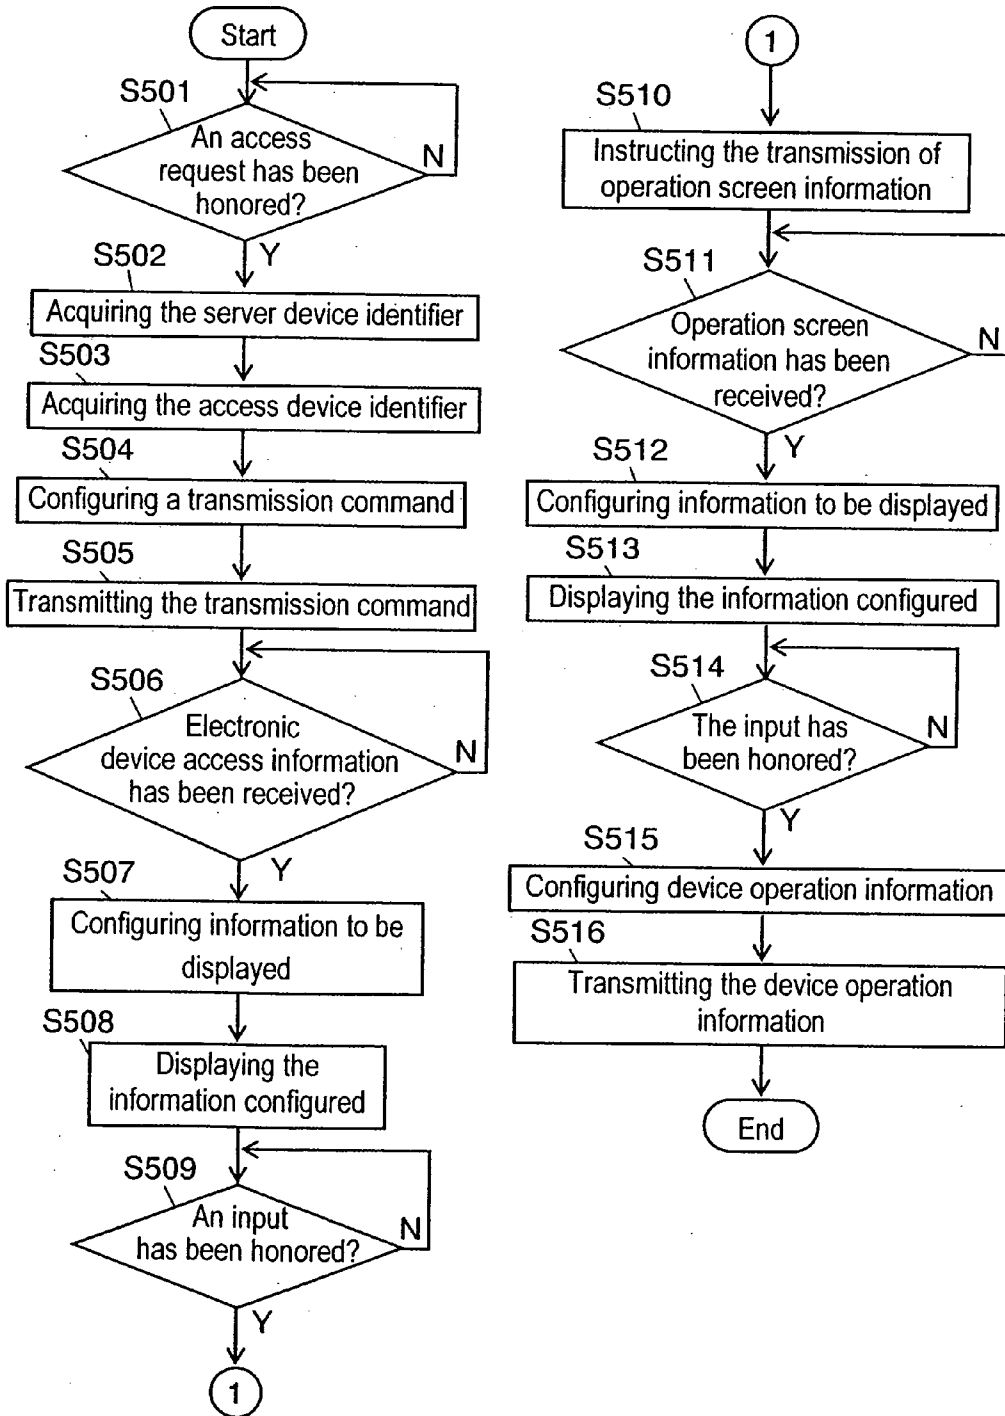 Start
S501
An access
request has been
honored?
N
Y
S502
Acquiring the server device identifier
S503
Acquiring the access device identifier
S504
Configuring a transmission command
S505
Transmitting the transmission command
S506
Electronic
device access information
has been received?
N
Y
S507
Configuring information to be
displayed
S508
Displaying the
information configured
S509
An input
has been honored?
N
Y
1
1
S510
Instructing the transmission of
operation screen information
S511
Operation screen
information has been
received?
N
Y
S512
Configuring information to be displayed
S513
Displaying the information configured
S514
The input has
been honored?
N
Y
S515
Configuring device operation information
S516
Transmitting the device operation
information
End